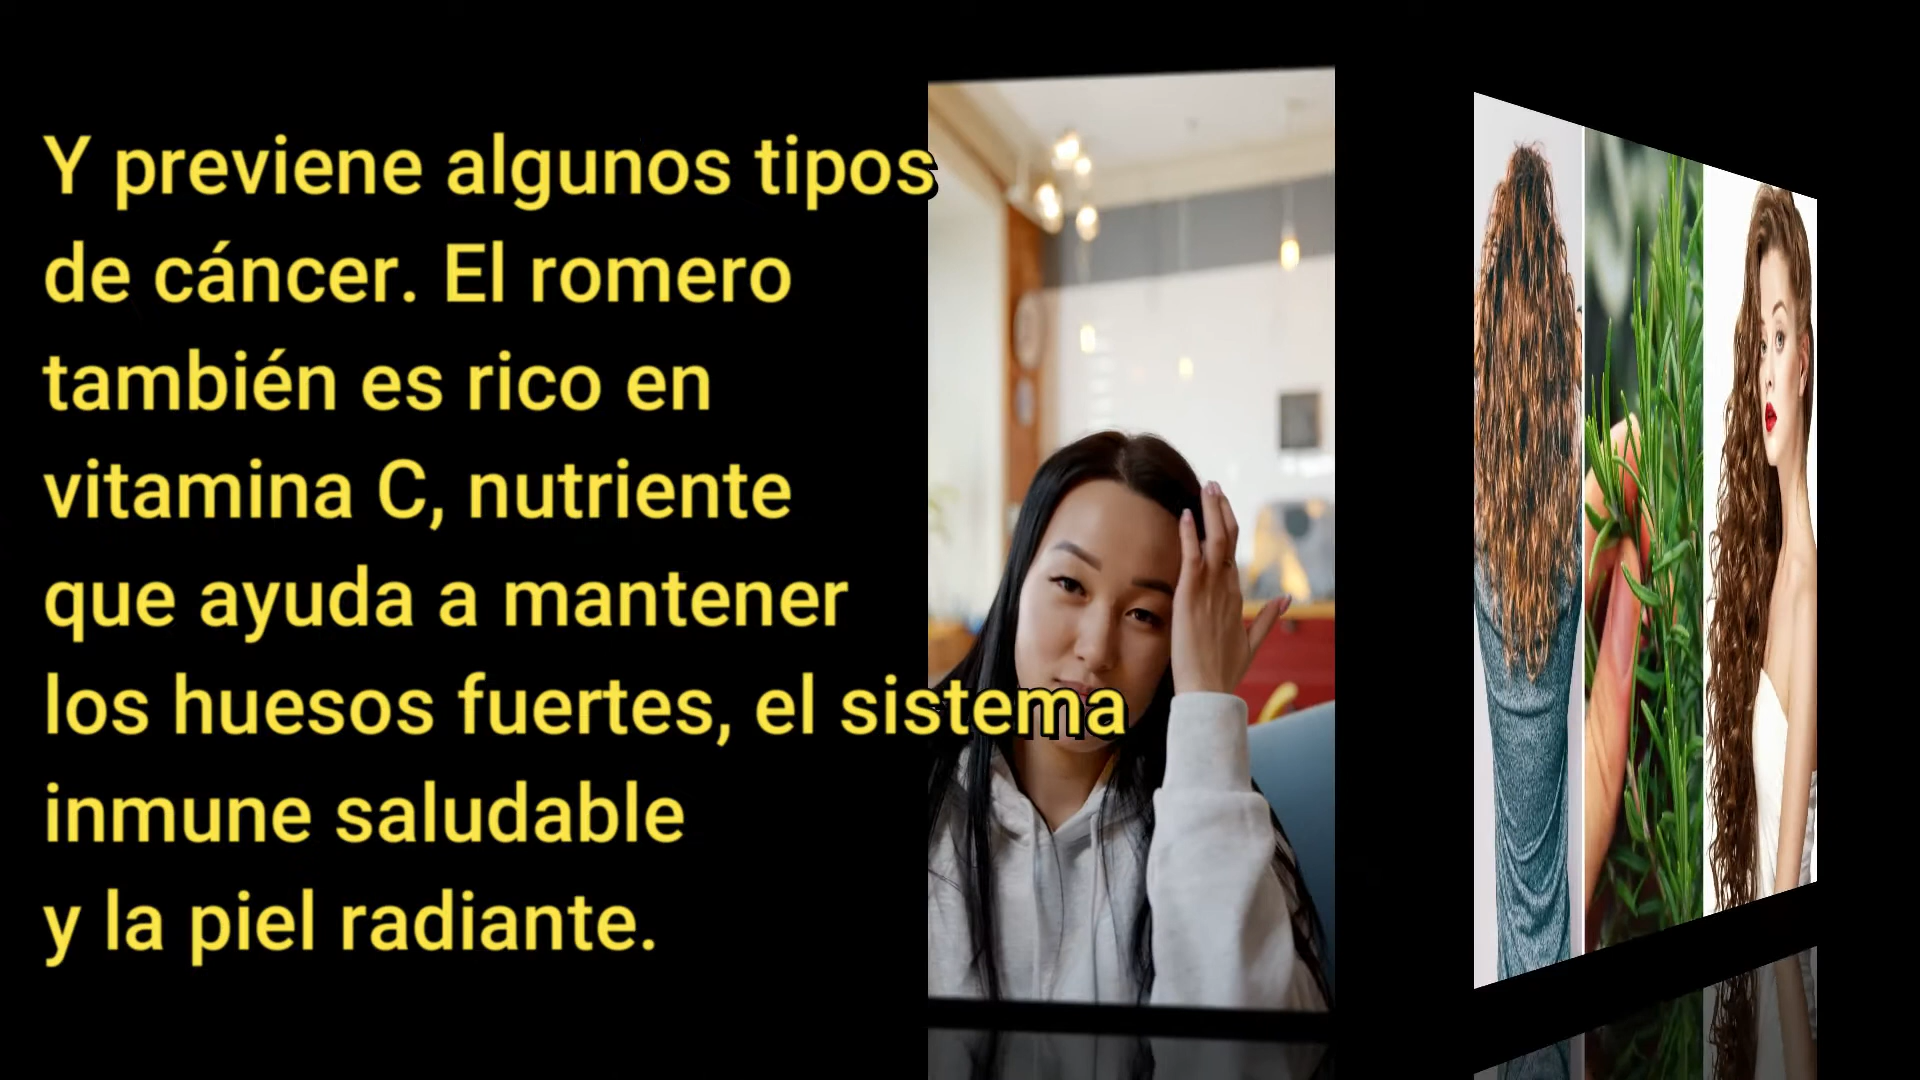 Y previene algunos tipos
de cáncer. El romero
también es rico en
vitamina C, nutriente
que ayuda a mantener
los huesos fuertes, el sistema
inmune saludable
y la piel radiante.